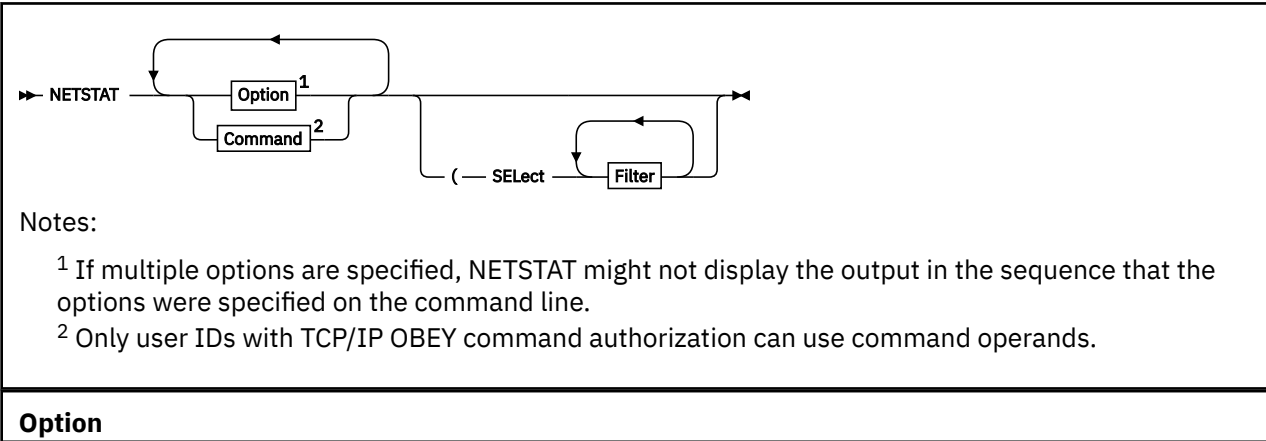 NETSTAT
Option 1
Command 2
( SELect Filter
Notes:
1 If multiple options are specified, NETSTAT might not display the output in the sequence that the
options were specified on the command line.
2 Only user IDs with TCP/IP OBEY command authorization can use command operands.
Option